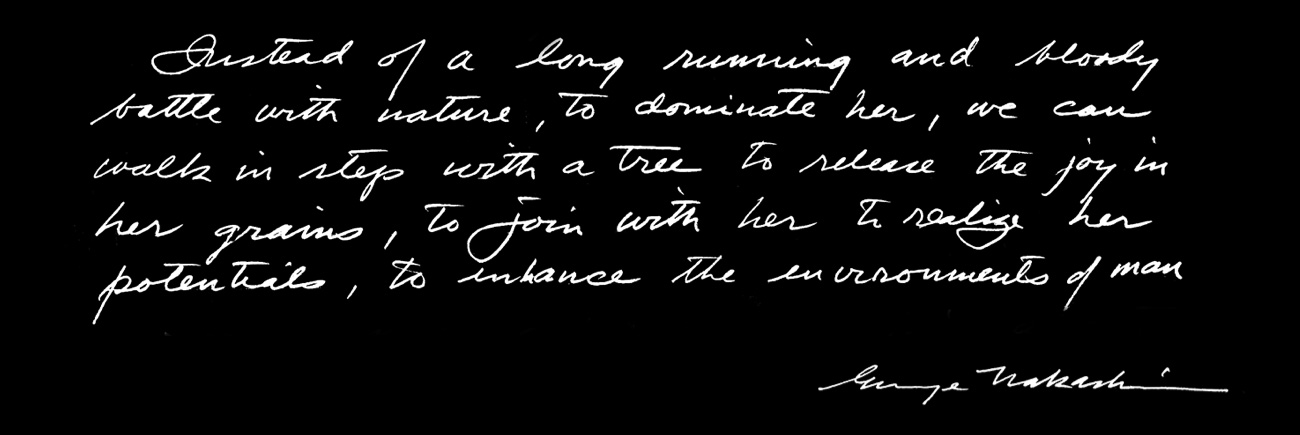 Instead of a long running and bloody
battle with nature, to dominate her, we can
walk in step with a tree to release the joy in
her grains, to join with her to realize her
potentials, to enhance the environments of man
George Nakashima